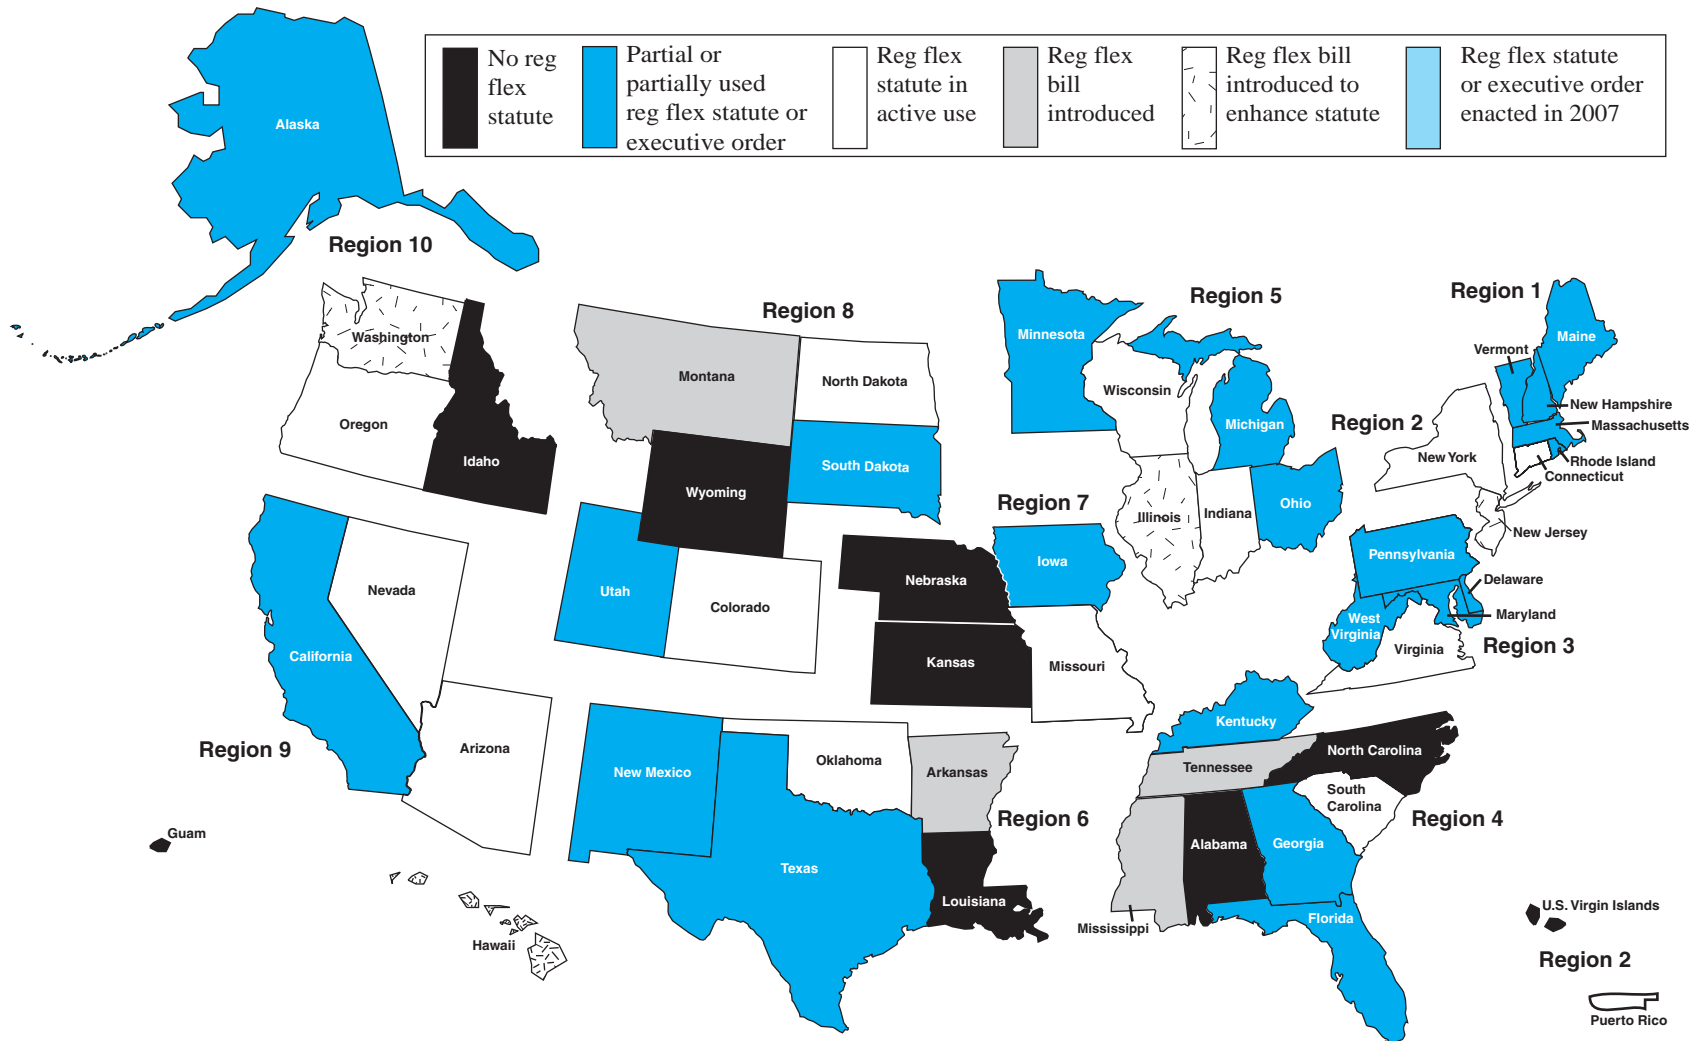 No reg
flex
statute
Partial or
partially used
reg flex statute or
executive order
Reg flex
statute in
active use
Reg flex
bill
introduced
Reg flex bill
introduced to
enhance statute
Reg flex statute
or executive order
enacted in 2007
Alaska
Region 10
Washington
Oregon
Idaho
Region 8
Montana
North Dakota
South Dakota
Wyoming
Utah
Colorado
Region 5
Minnesota
Wisconsin
Michigan
Illinois
Indiana
Ohio
Region 1
Maine
Vermont
New Hampshire
Massachusetts
Rhode Island
Connecticut
Region 2
New York
New Jersey
Region 7
Iowa
Nebraska
Kansas
Missouri
Pennsylvania
Delaware
Maryland
West
Virginia
Virginia
Region 3
Nevada
California
Arizona
Region 9
Guam
Hawaii
New Mexico
Oklahoma
Arkansas
Texas
Louisiana
Region 6
Kentucky
Tennessee
North Carolina
South
Carolina
Region 4
Alabama
Georgia
Mississippi
Florida
U.S. Virgin Islands
Region 2
Puerto Rico